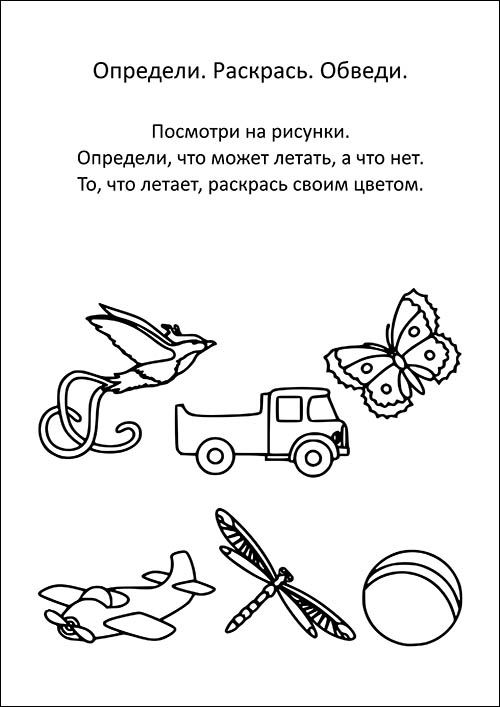 Определи. Раскрась. Обведи.
Посмотри на рисунки.
Определи, что может летать, а что нет.
То, что летает, раскрась своим цветом.